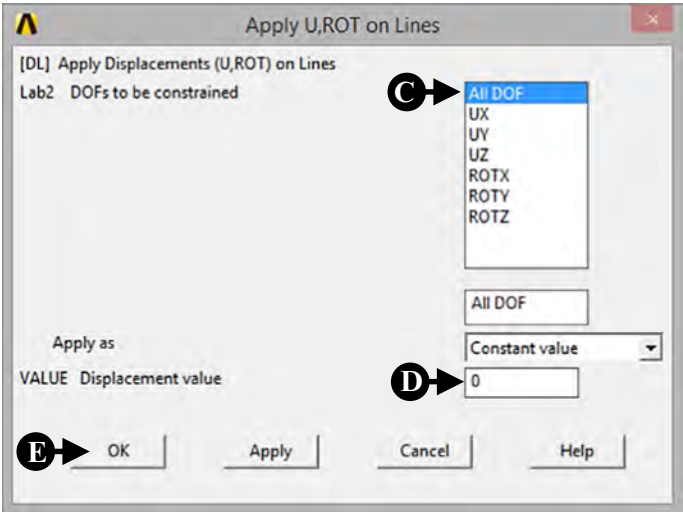 Apply U,ROT on Lines
[DL] Apply Displacements (U,ROT) on Lines
Lab2 DOFs to be constrained
C
All DOF
UX
UY
UZ
ROTX
ROTY
ROTZ
All DOF
Apply as
Constant value
VALUE Displacement value
D
0
E
OK
Apply
Cancel
Help